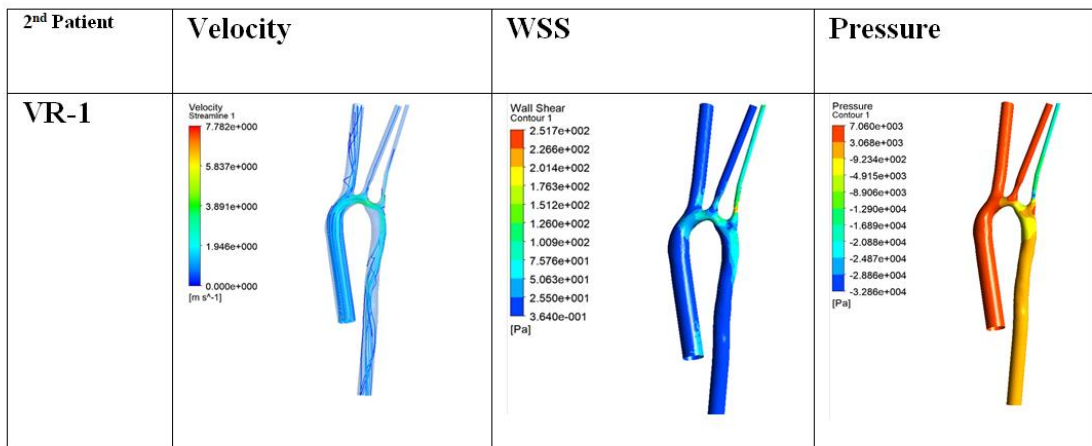 2nd Patient
Velocity
WSS
Pressure
VR-1
Velocity
Streamline 1
7.782e+000
5.837e+000
3.891e+000
1.946e+000
0.000e+000
[m s^-1]
Wall Shear
Contour 1
2.517e+002
2.266e+002
2.014e+002
1.763e+002
1.512e+002
1.260e+002
1.009e+002
7.576e+001
5.063e+001
2.550e+001
3.640e-001
[Pa]
Pressure
Contour 1
7.060e+003
3.068e+003
-9.234e+002
-4.915e+003
-8.906e+003
-1.290e+004
-1.689e+004
-2.088e+004
-2.487e+004
-2.886e+004
-3.286e+004
[Pa]